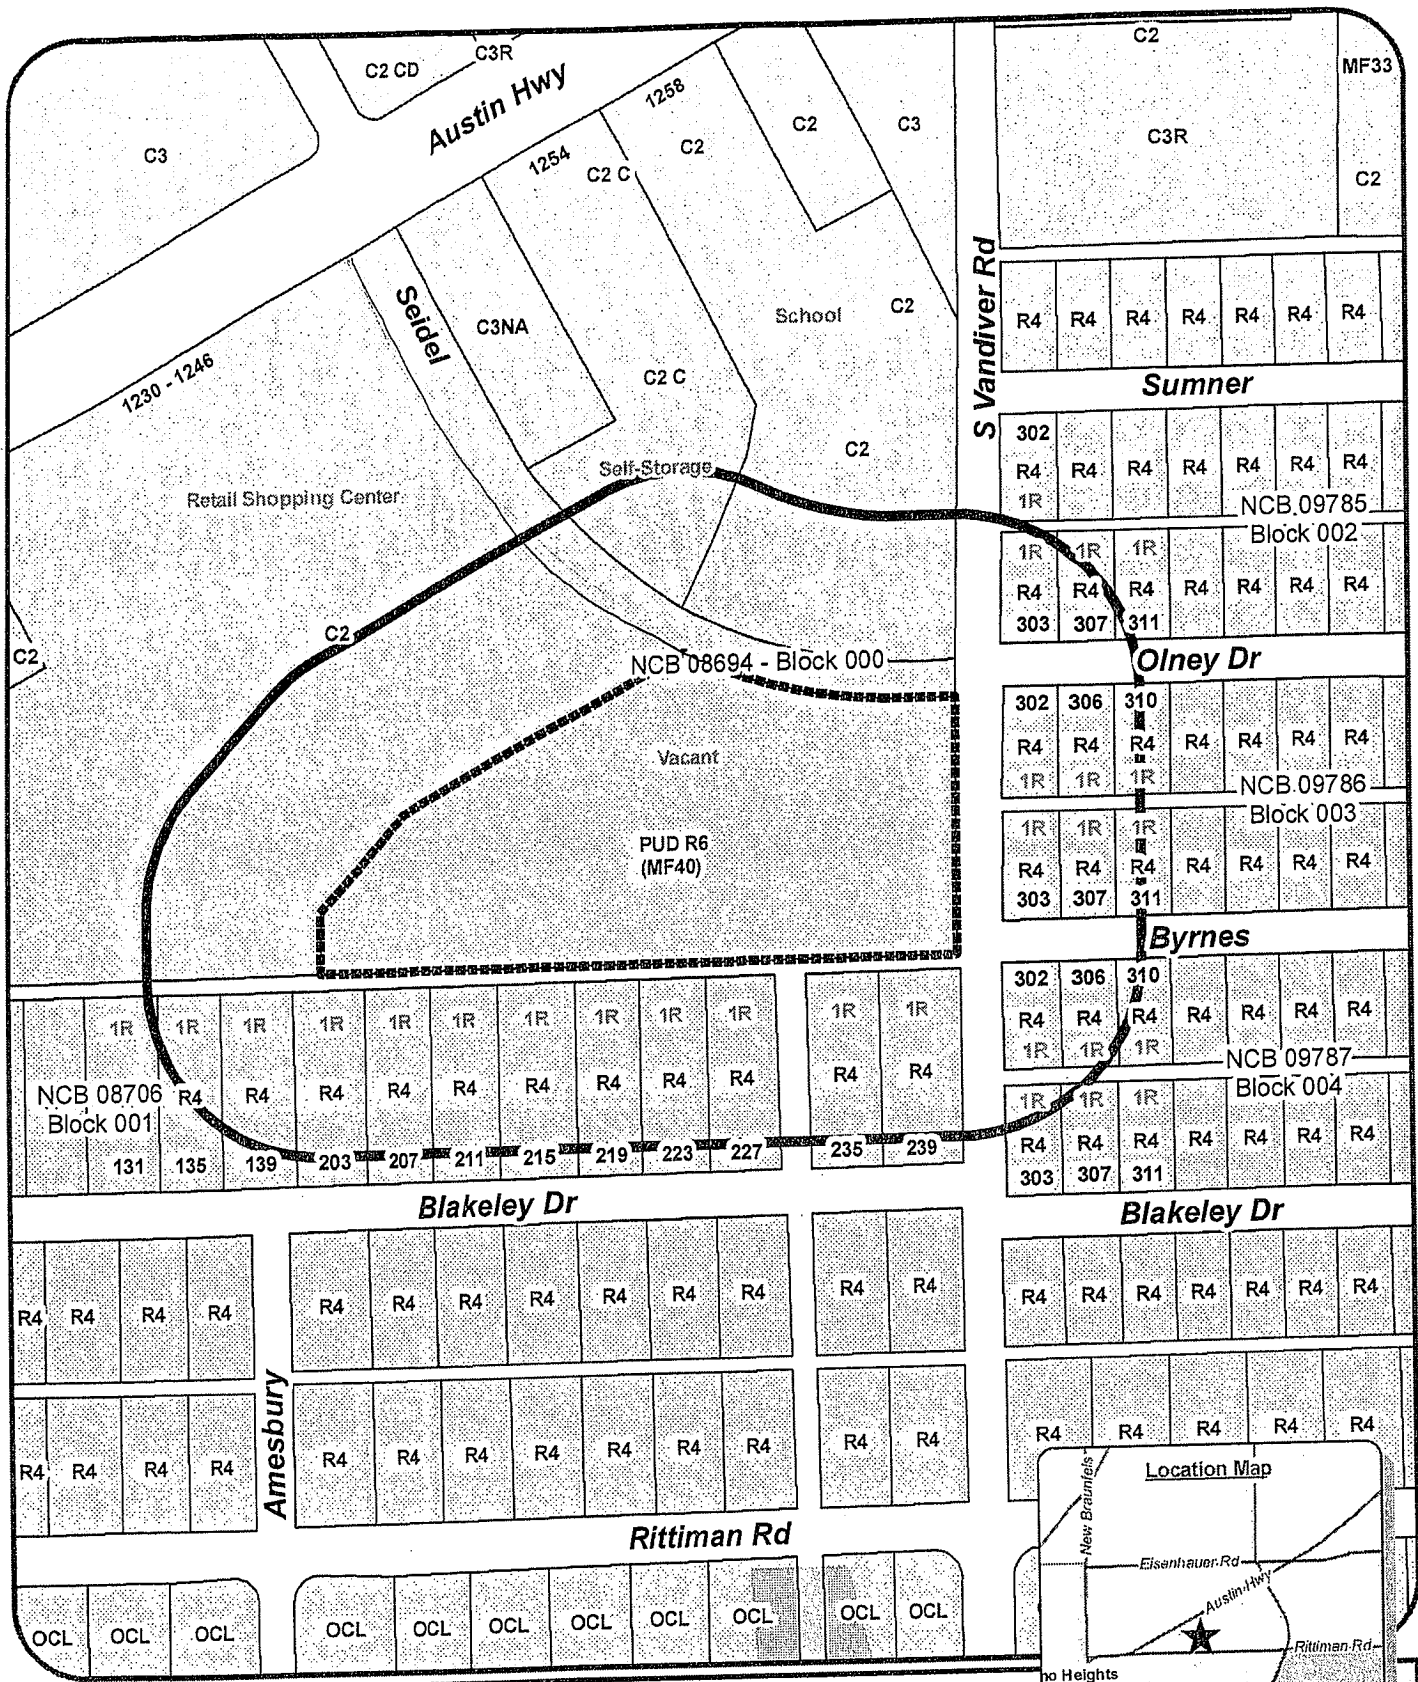 C2
C3R
C2 CD
MF33
Austin Hwy
1258
C2
C3
C3
C3R
1254
C2
C2 C
C2
S Vandiver Rd
Seidel
C3NA
School
C2
R4 R4 R4 R4 R4 R4 R4
1230 - 1246
C2 C
Sumner
302
C2
R4 R4 R4 R4 R4 R4 R4
Self-Storage
Retail Shopping Center
1R
NCB 09785
Block 002
1R 1R 1R
R4 R4 R4 R4 R4 R4 R4
303 307 311
C2
C2
NCB 08694 - Block 000
Olney Dr
302 306 310
Vacant
R4 R4 R4 R4 R4 R4 R4
1R 1R 1R
NCB 09786
Block 003
1R 1R 1R
PUD R6
(MF40)
R4 R4 R4 R4 R4 R4 R4
303 307 311
Byrnes
302 306 310
1R 1R 1R 1R 1R 1R 1R 1R 1R 1R 1R
R4 R4 R4 R4 R4 R4 R4
1R 1R 1R
NCB 09787
Block 004
NCB 08706
Block 001
R4 R4 R4 R4 R4 R4 R4 R4 R4 R4
1R 1R 1R
R4 R4 R4 R4 R4 R4 R4
131 135 139 203 207 211 215 219 223 227 235 239
303 307 311
Blakeley Dr
Blakeley Dr
R4 R4 R4 R4 R4 R4 R4 R4 R4 R4 R4 R4 R4
R4 R4 R4 R4 R4 R4 R4
Amesbury
R4 R4 R4 R4 R4 R4 R4 R4 R4 R4 R4 R4 R4
R4 R4 R4 R4 R4
Rittiman Rd
OCL OCL OCL OCL OCL OCL OCL OCL OCL OCL OCL
Location Map
New Braunfels
Eisenhauer Rd
Austin Hwy
Rittiman Rd
no Heights